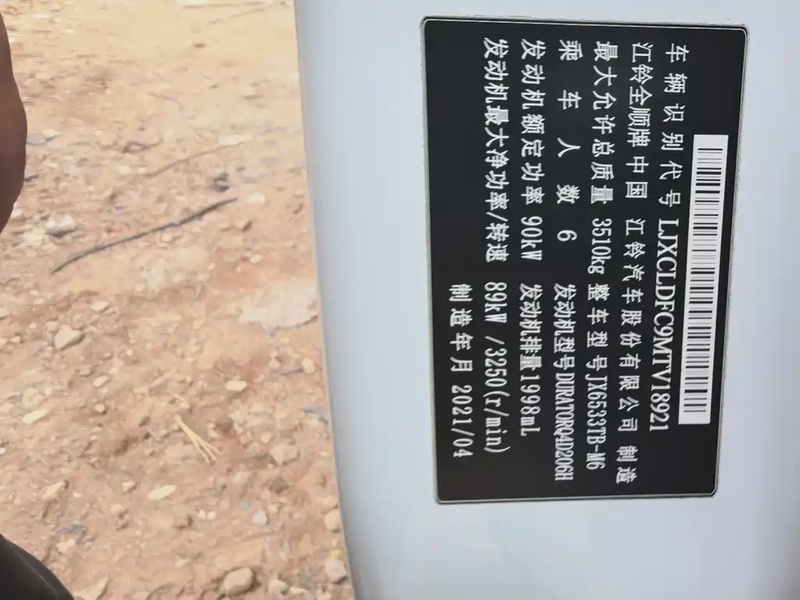 车辆识别代号 LJXCLDFC9MTV18921
江铃全顺牌 中国 江铃汽车股份有限公司 制造
最大允许总质量 3510kg 整车型号 JX6533TB-M6
乘车人数 6 发动机型号 DURATORQ4D206H
发动机额定功率 90kW 发动机排量 1998mL
发动机最大净功率/转速 89kW /3250(r/min)
制造年月 2021/04